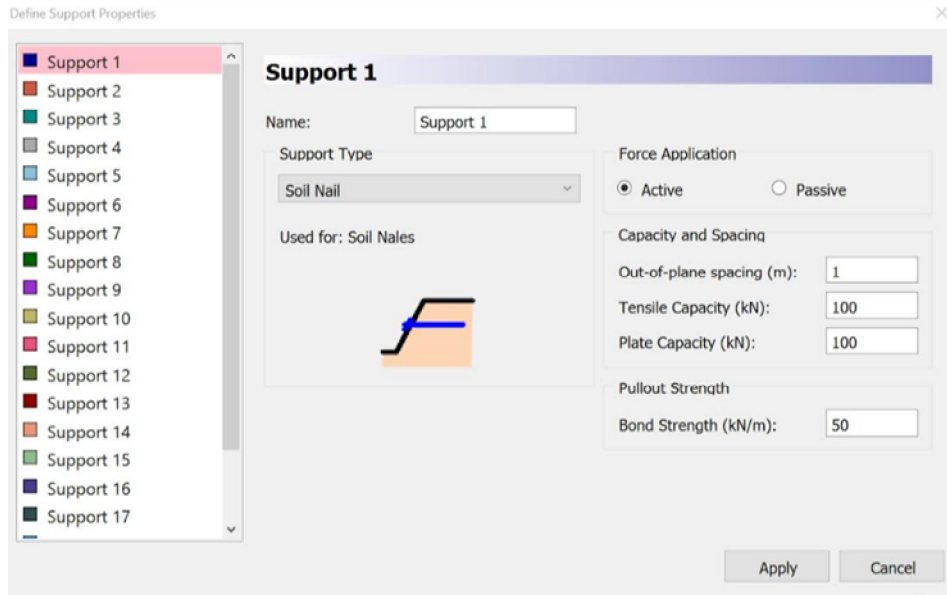 Define Support Properties
Support 1
Support 2
Support 3
Support 4
Support 5
Support 6
Support 7
Support 8
Support 9
Support 10
Support 11
Support 12
Support 13
Support 14
Support 15
Support 16
Support 17
Support 1
Name: Support 1
Support Type
Soil Nail
Used for: Soil Nales
Force Application
Active Passive
Capacity and Spacing
Out-of-plane spacing (m): 1
Tensile Capacity (kN): 100
Plate Capacity (kN): 100
Pullout Strength
Bond Strength (kN/m): 50
Apply Cancel